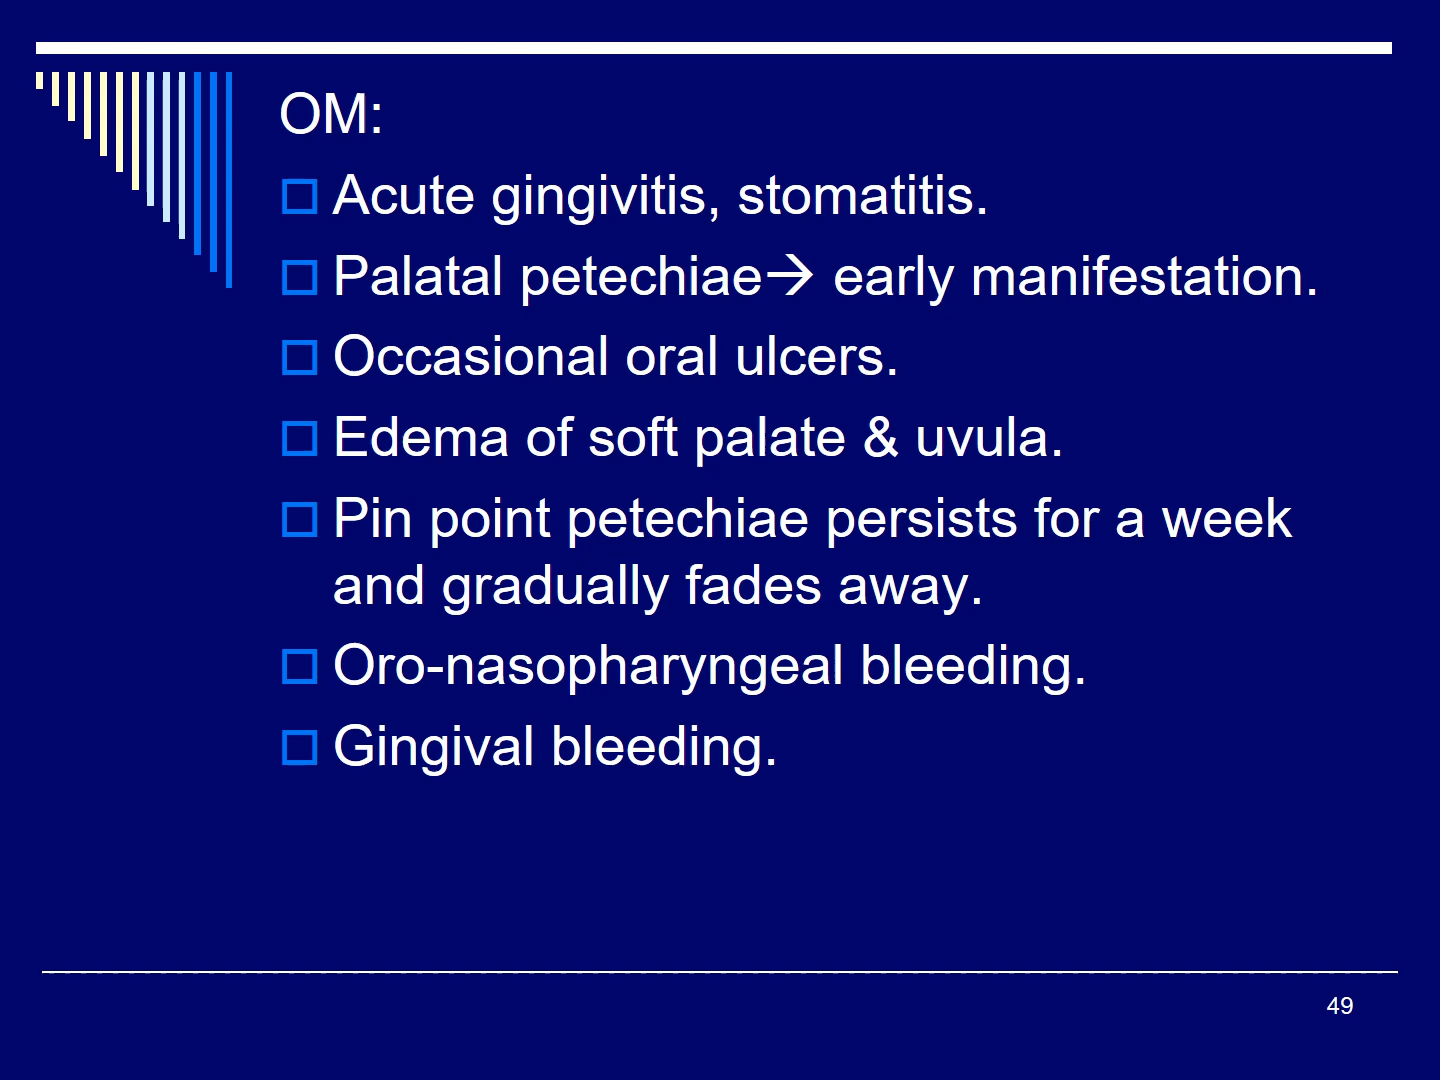 OM:
Acute gingivitis, stomatitis.
Palatal petechiae→ early manifestation.
Occasional oral ulcers.
Edema of soft palate & uvula.
Pin point petechiae persists for a week
and gradually fades away.
Oro-nasopharyngeal bleeding.
Gingival bleeding.
49